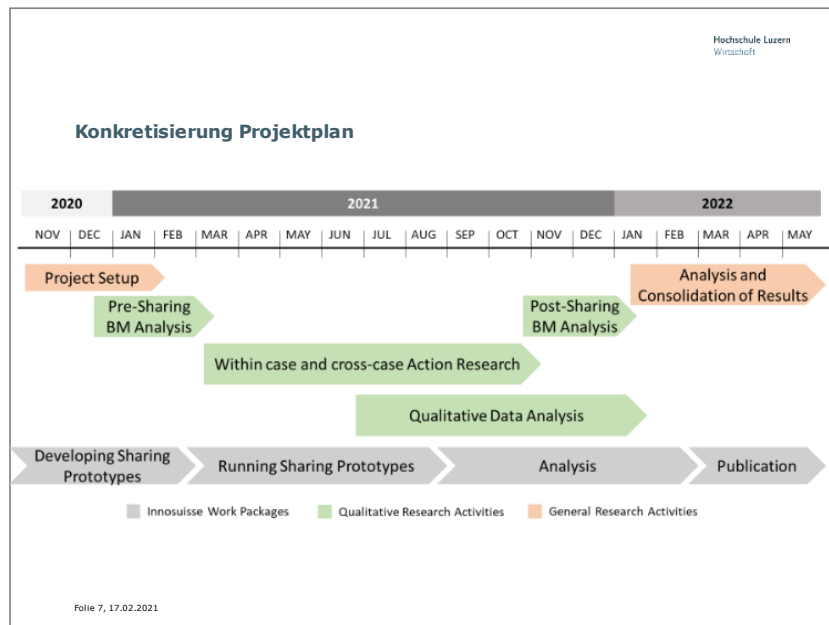 Hochschule Luzern
Wirtschaft
Konkretisierung Projektplan
2020 2021 2022
NOV DEC JAN FEB MAR APR MAY JUN JUL AUG SEP OCT NOV DEC JAN FEB MAR APR MAY
Project Setup
Analysis and
Consolidation of Results
Pre-Sharing
BM Analysis
Post-Sharing
BM Analysis
Within case and cross-case Action Research
Qualitative Data Analysis
Developing Sharing
Prototypes
Running Sharing Prototypes
Analysis
Publication
Innosuisse Work Packages
Qualitative Research Activities
General Research Activities
Folie 7, 17.02.2021